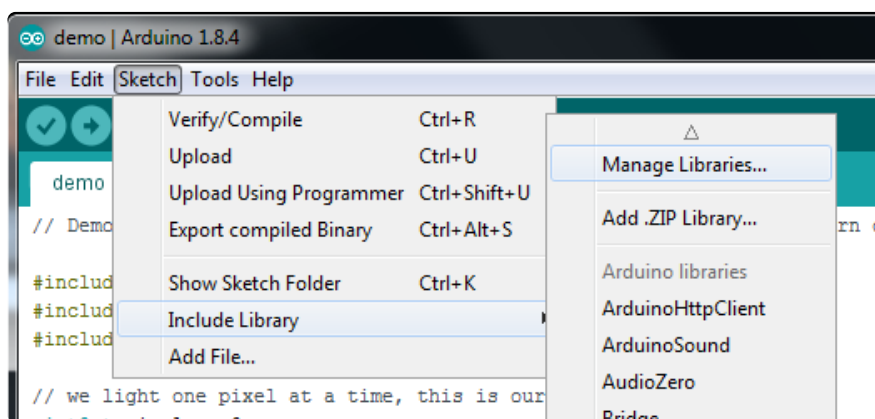 demo | Arduino 1.8.4
File Edit Sketch Tools Help
Verify/Compile Ctrl+R
Upload Ctrl+U
Upload Using Programmer Ctrl+Shift+U
Export compiled Binary Ctrl+Alt+S
Show Sketch Folder Ctrl+K
Include Library
Add File...
Manage Libraries...
Add .ZIP Library...
Arduino libraries
ArduinoHttpClient
ArduinoSound
AudioZero
Bridge
demo
// Demo
#includ
#includ
#includ
// we light one pixel at a time, this is our